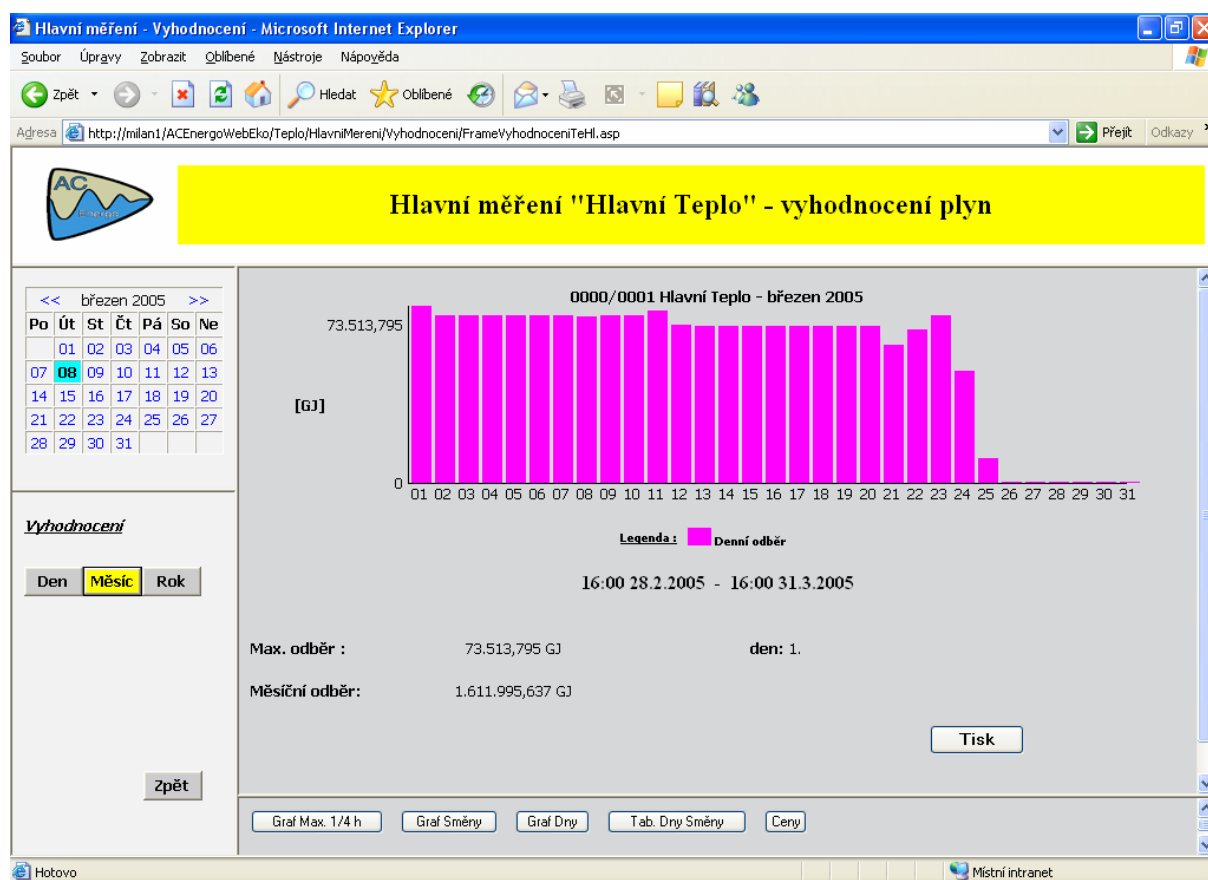 Hlavní měření - Vyhodnocení - Microsoft Internet Explorer
Soubor Úpravy Zobrazit Oblíbené Nástroje Nápověda
Zpět Hledat Oblíbené
Adresa http://milan1/ACEnergoWebEko/Teplo/HlavniMereni/Vyhodnoceni/FrameVyhodnoceniTeHl.asp Přejít Odkazy
AC
Energo
Hlavní měření "Hlavní Teplo" - vyhodnocení plyn
<< březen 2005 >>
Po Út St Čt Pá So Ne
01 02 03 04 05 06
07 08 09 10 11 12 13
14 15 16 17 18 19 20
21 22 23 24 25 26 27
28 29 30 31
Vyhodnocení
Den Měsíc Rok
Zpět
0000/0001 Hlavní Teplo - březen 2005
73.513,795
[GJ]
0
01 02 03 04 05 06 07 08 09 10 11 12 13 14 15 16 17 18 19 20 21 22 23 24 25 26 27 28 29 30 31
Legenda : Denní odběr
16:00 28.2.2005 - 16:00 31.3.2005
Max. odběr : 73.513,795 GJ den: 1.
Měsíční odběr: 1.611.995,637 GJ
Tisk
Graf Max. 1/4 h Graf Směny Graf Dny Tab. Dny Směny Ceny
Hotovo Místní intranet